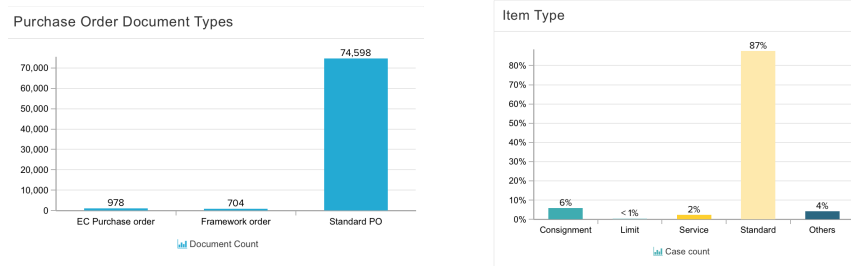 Purchase Order Document Types
74,598
70,000
60,000
50,000
40,000
30,000
20,000
10,000
0
978
704
EC Purchase order
Framework order
Standard PO
Document Count
Item Type
87%
80%
70%
60%
50%
40%
30%
20%
10%
0%
6%
<1%
2%
4%
Consignment
Limit
Service
Standard
Others
Case count